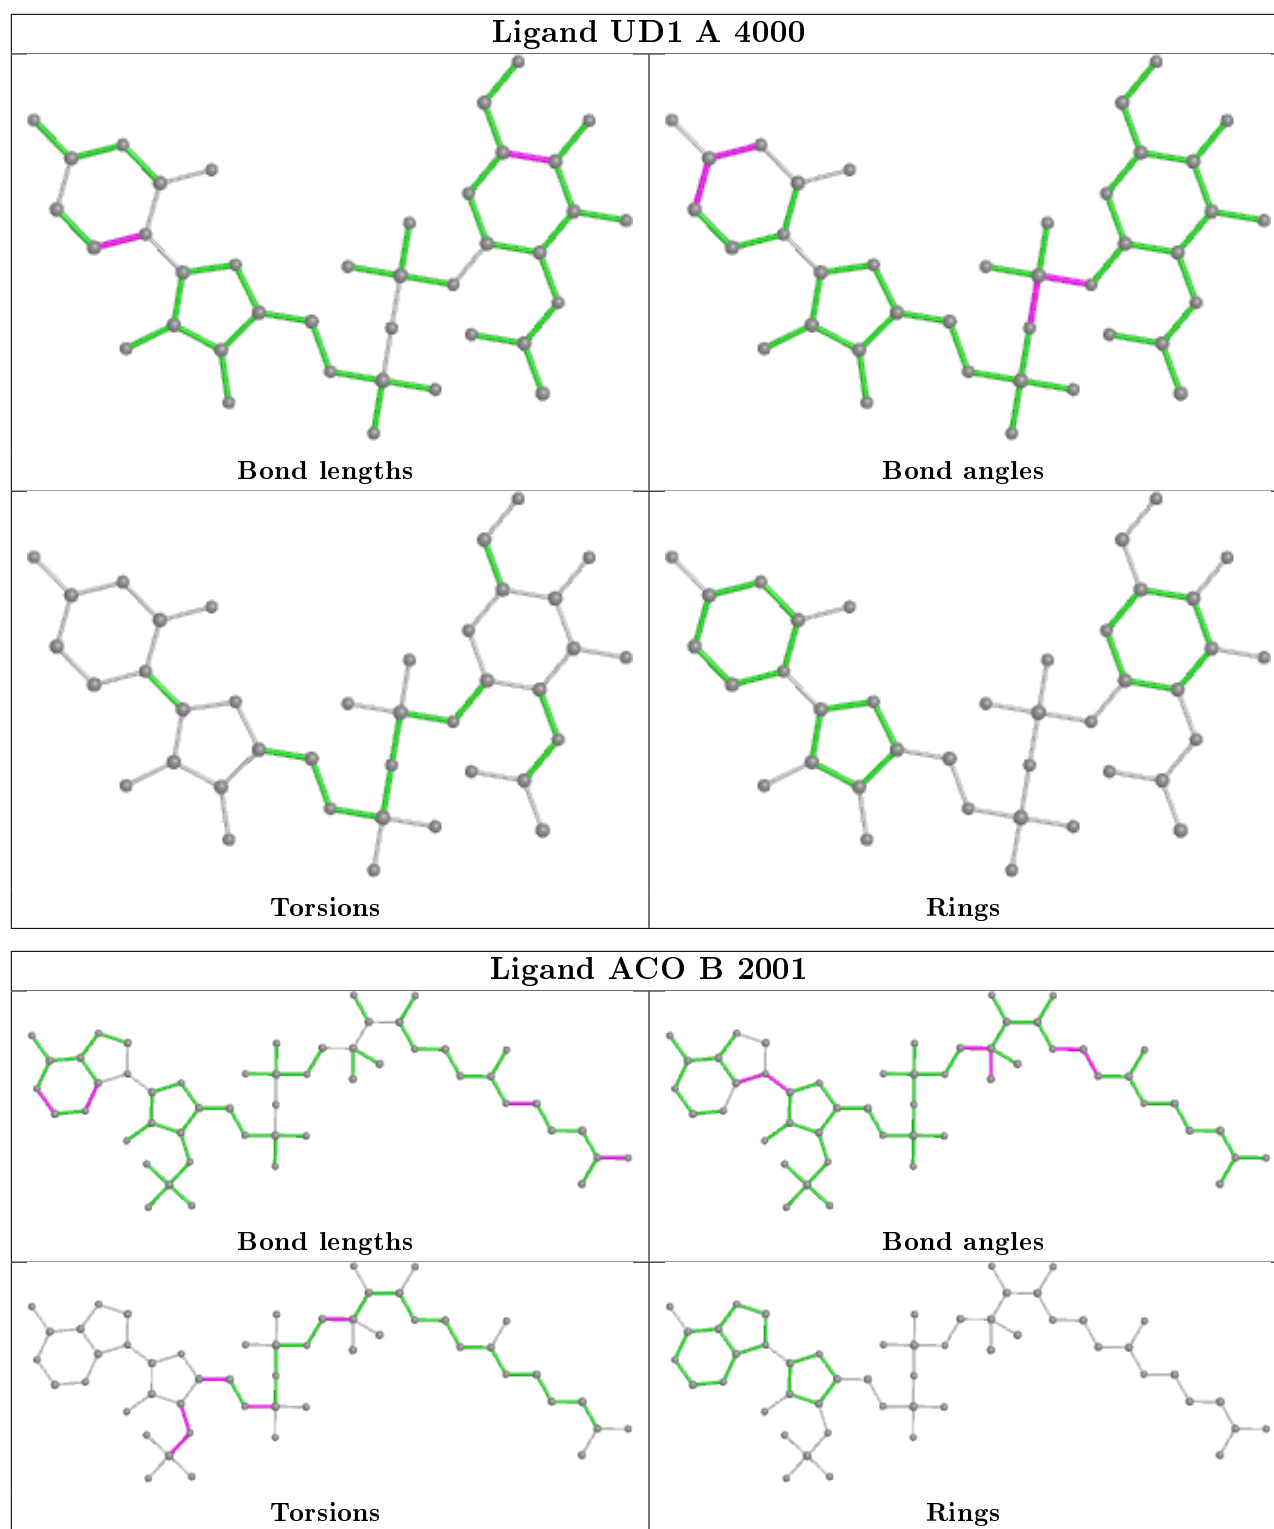 Ligand UD1 A 4000
Bond lengths
Bond angles
Torsions
Rings
Ligand ACO B 2001
Bond lengths
Bond angles
Torsions
Rings